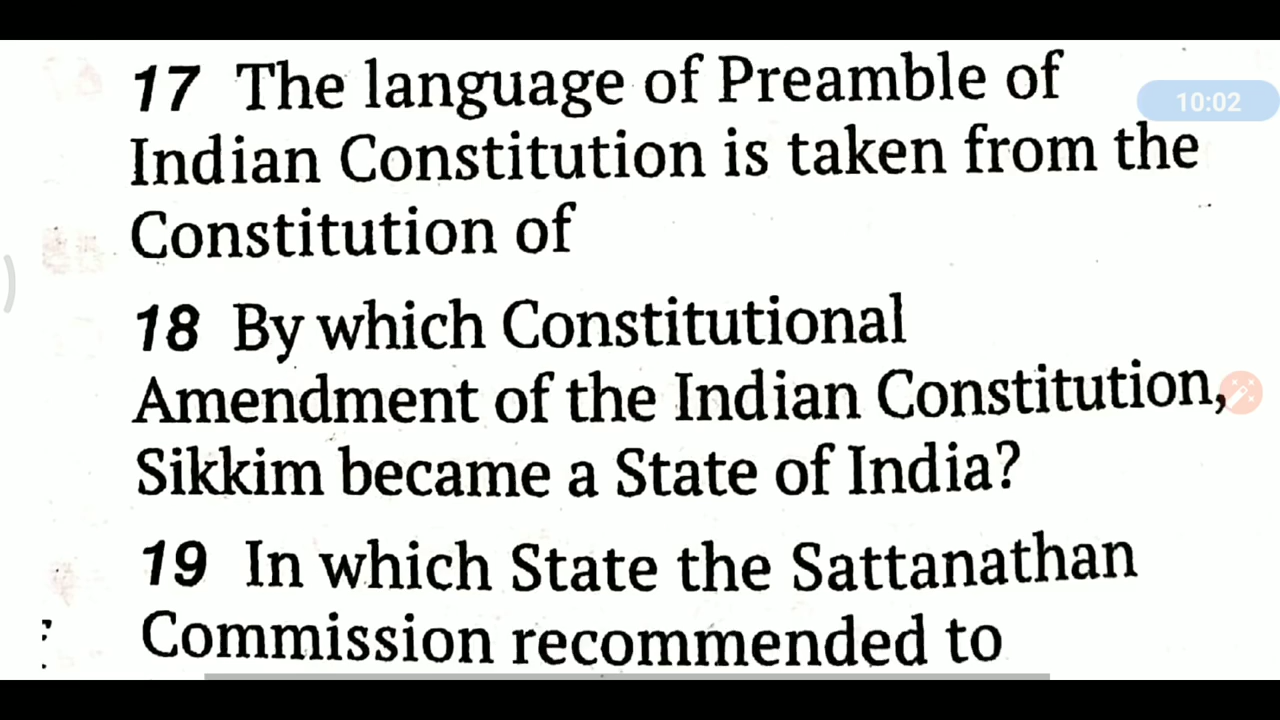 17 The language of Preamble of
10:02
Indian Constitution is taken from the
Constitution of
18 By which Constitutional
Amendment of the Indian Constitution,
Sikkim became a State of India?
19 In which State the Sattanathan
Commission recommended to